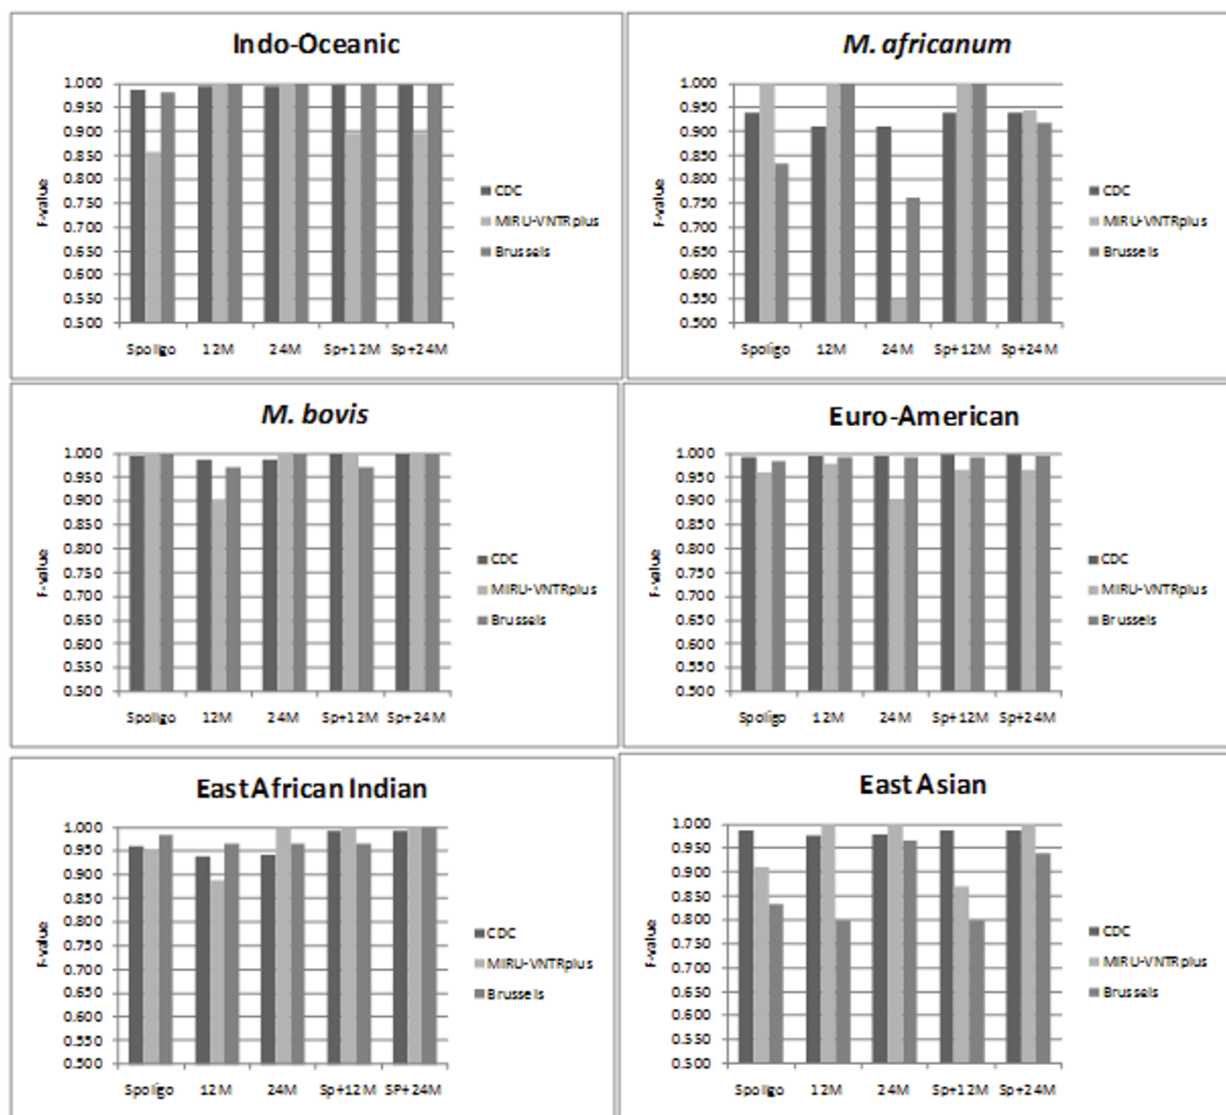 Indo-Oceanic
1.000
0.950
0.900
0.850
0.800
0.750
0.700
0.650
0.600
0.550
0.500
F-value
Spoligo 12M 24M Sp+12M Sp+24M
CDC
MIRU-VNTRplus
Brussels
M. africanum
1.000
0.950
0.900
0.850
0.800
0.750
0.700
0.650
0.600
0.550
0.500
F-value
Spoligo 12M 24M Sp+12M Sp+24M
CDC
MIRU-VNTRplus
Brussels
M. bovis
1.000
0.950
0.900
0.850
0.800
0.750
0.700
0.650
0.600
0.550
0.500
F-value
Spoligo 12M 24M Sp+12M Sp+24M
CDC
MIRU-VNTRplus
Brussels
Euro-American
1.000
0.950
0.900
0.850
0.800
0.750
0.700
0.650
0.600
0.550
0.500
F-value
Spoligo 12M 24M Sp+12M Sp+24M
CDC
MIRU-VNTRplus
Brussels
East African Indian
1.000
0.950
0.900
0.850
0.800
0.750
0.700
0.650
0.600
0.550
0.500
F-value
Spoligo 12M 24M Sp+12M SP+24M
CDC
MIRU-VNTRplus
Brussels
East Asian
1.000
0.950
0.900
0.850
0.800
0.750
0.700
0.650
0.600
0.550
0.500
F-value
Spoligo 12M 24M Sp+12M Sp+24M
CDC
MIRU-VNTRplus
Brussels